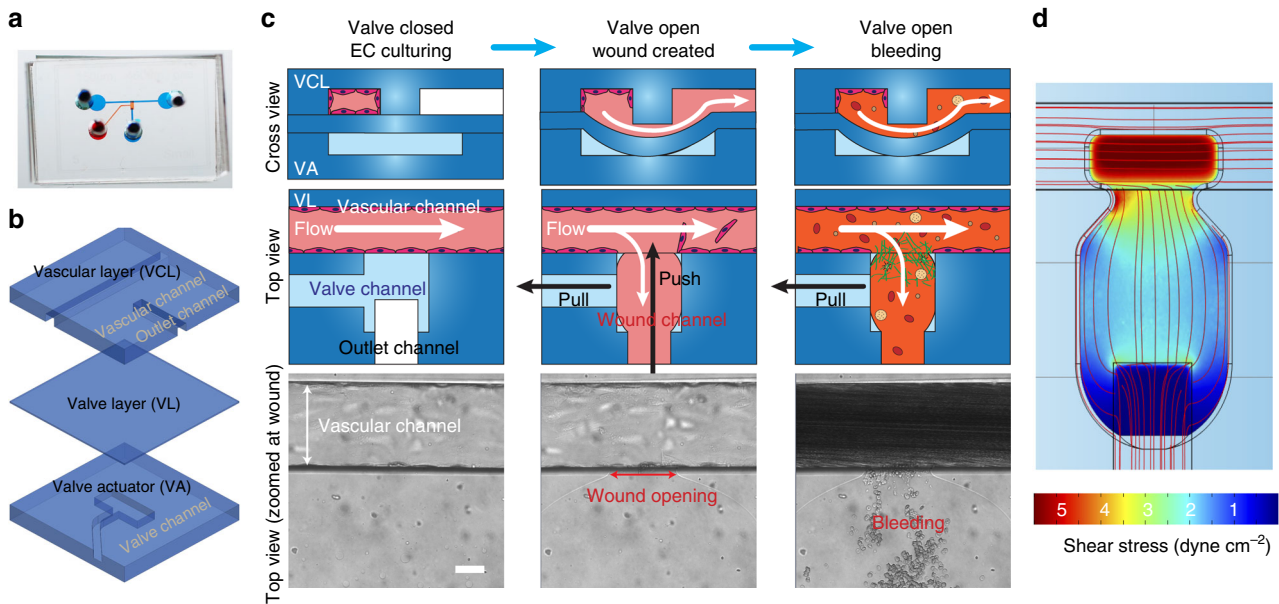 a
b
Vascular layer (VCL)
Vascular channel
Outlet channel
Valve layer (VL)
Valve actuator (VA)
Valve channel
c
Valve closed
EC culturing
Valve open
wound created
Valve open
bleeding
Cross view
VCL
VA
Top view
VL
Vascular channel
Flow
Valve channel
Outlet channel
Pull
Flow
Push
Wound channel
Pull
Top view (zoomed at wound)
Vascular channel
Wound opening
Bleeding
d
5 4 3 2 1
Shear stress (dyne cm⁻²)